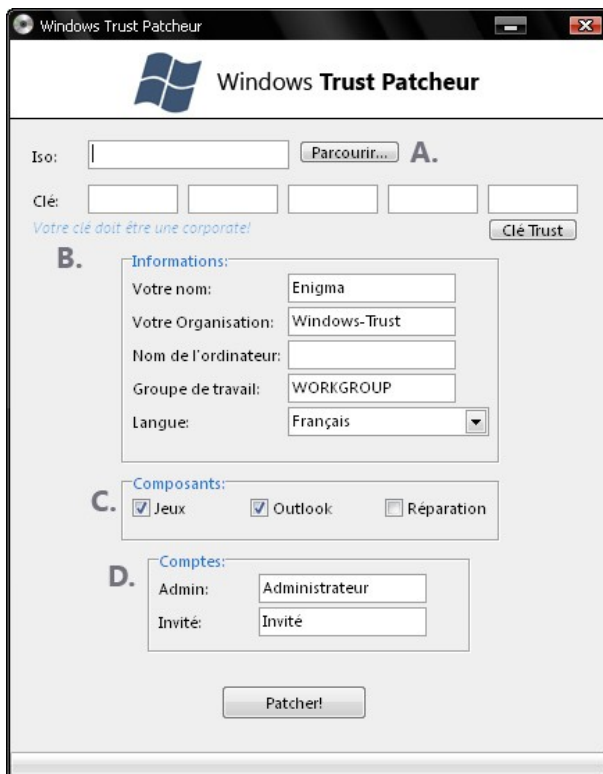 Windows Trust Patcheur
Windows Trust Patcheur
Iso: Parcourir... A.
Clé:
Votre clé doit être une corporate! Clé Trust
B.
Informations:
Votre nom: Enigma
Votre Organisation: Windows-Trust
Nom de l'ordinateur:
Groupe de travail: WORKGROUP
Langue: Français
Composants:
C. Jeux Outlook Réparation
Comptes:
D.
Admin: Administrateur
Invité: Invité
Patcher!